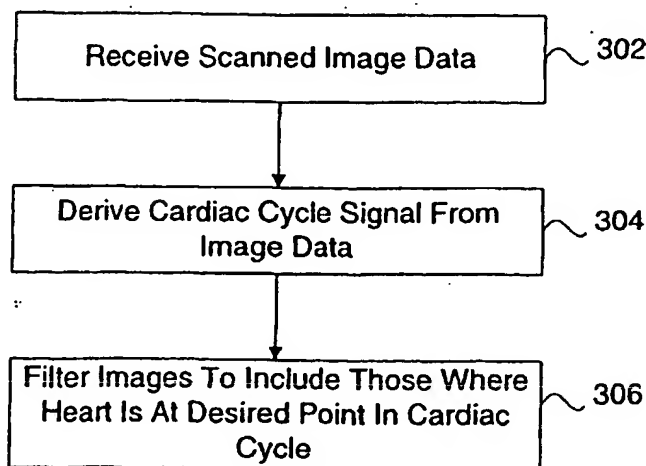 Receive Scanned Image Data
302
Derive Cardiac Cycle Signal From
Image Data
304
Filter Images To Include Those Where
Heart Is At Desired Point In Cardiac
Cycle
306